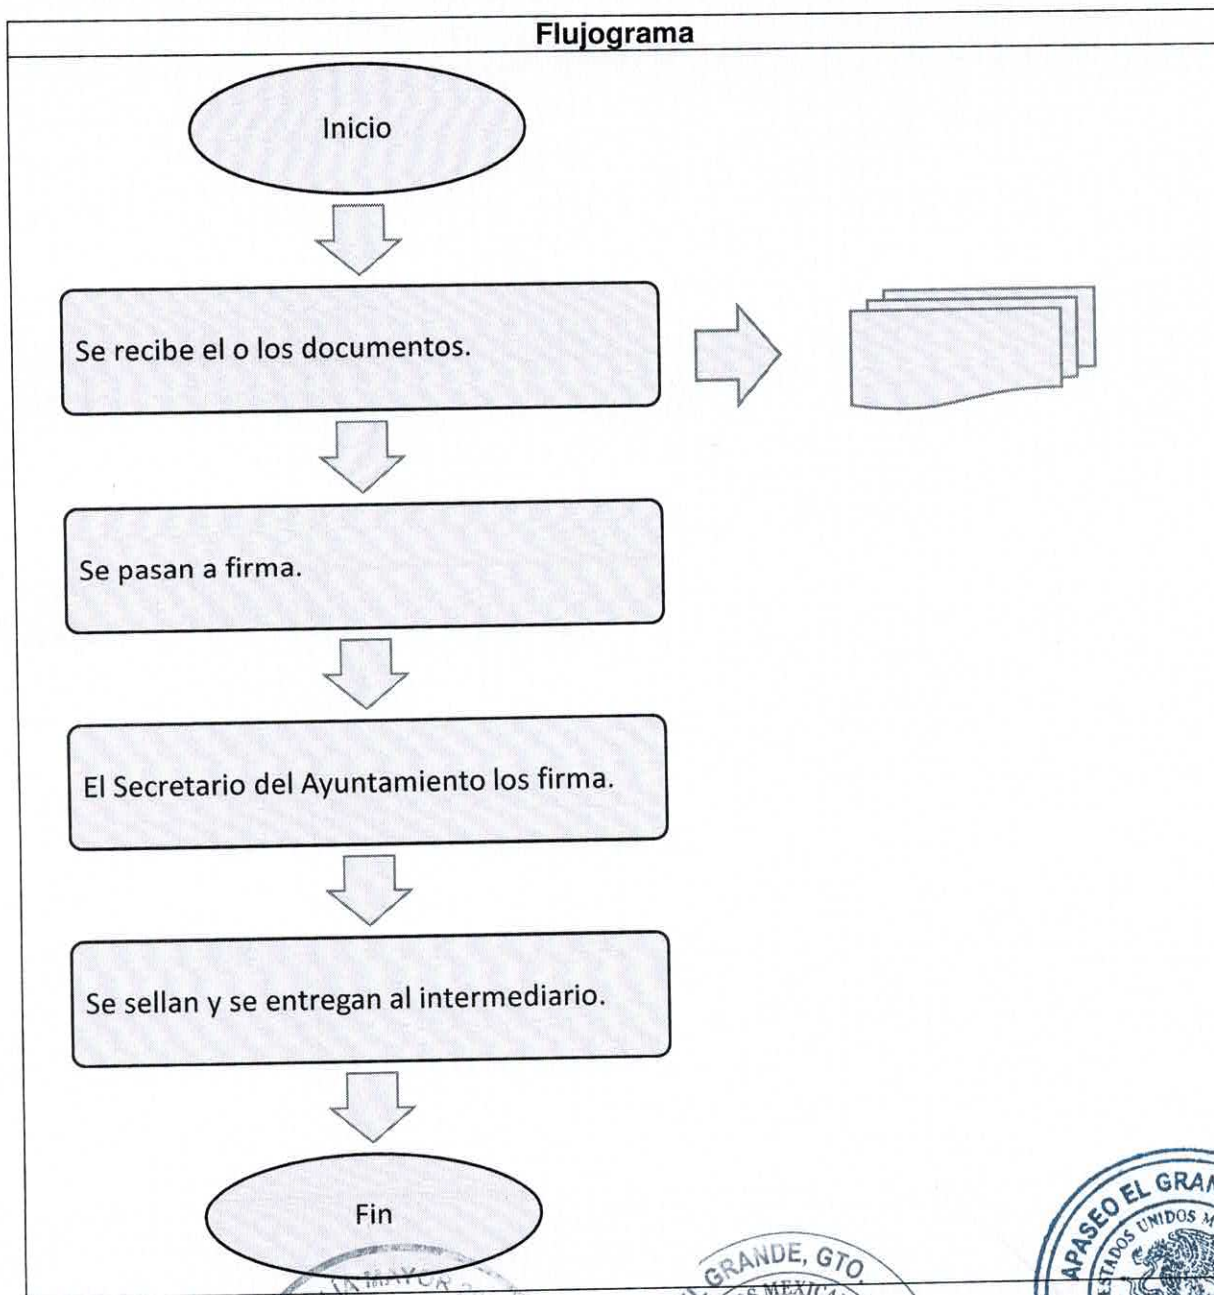 Flujograma
Inicio
Se recibe el o los documentos.
Se pasan a firma.
El Secretario del Ayuntamiento los firma.
Se sellan y se entregan al intermediario.
Fin
MAYOR
GRANDE, GTO.
APASEO EL GRAN
ESTADOS UNIDOS M